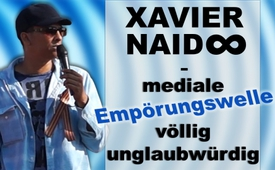 XAVIER
NAID∞
-
mediale
Empörungswelle
völlig
unglaubwürdig